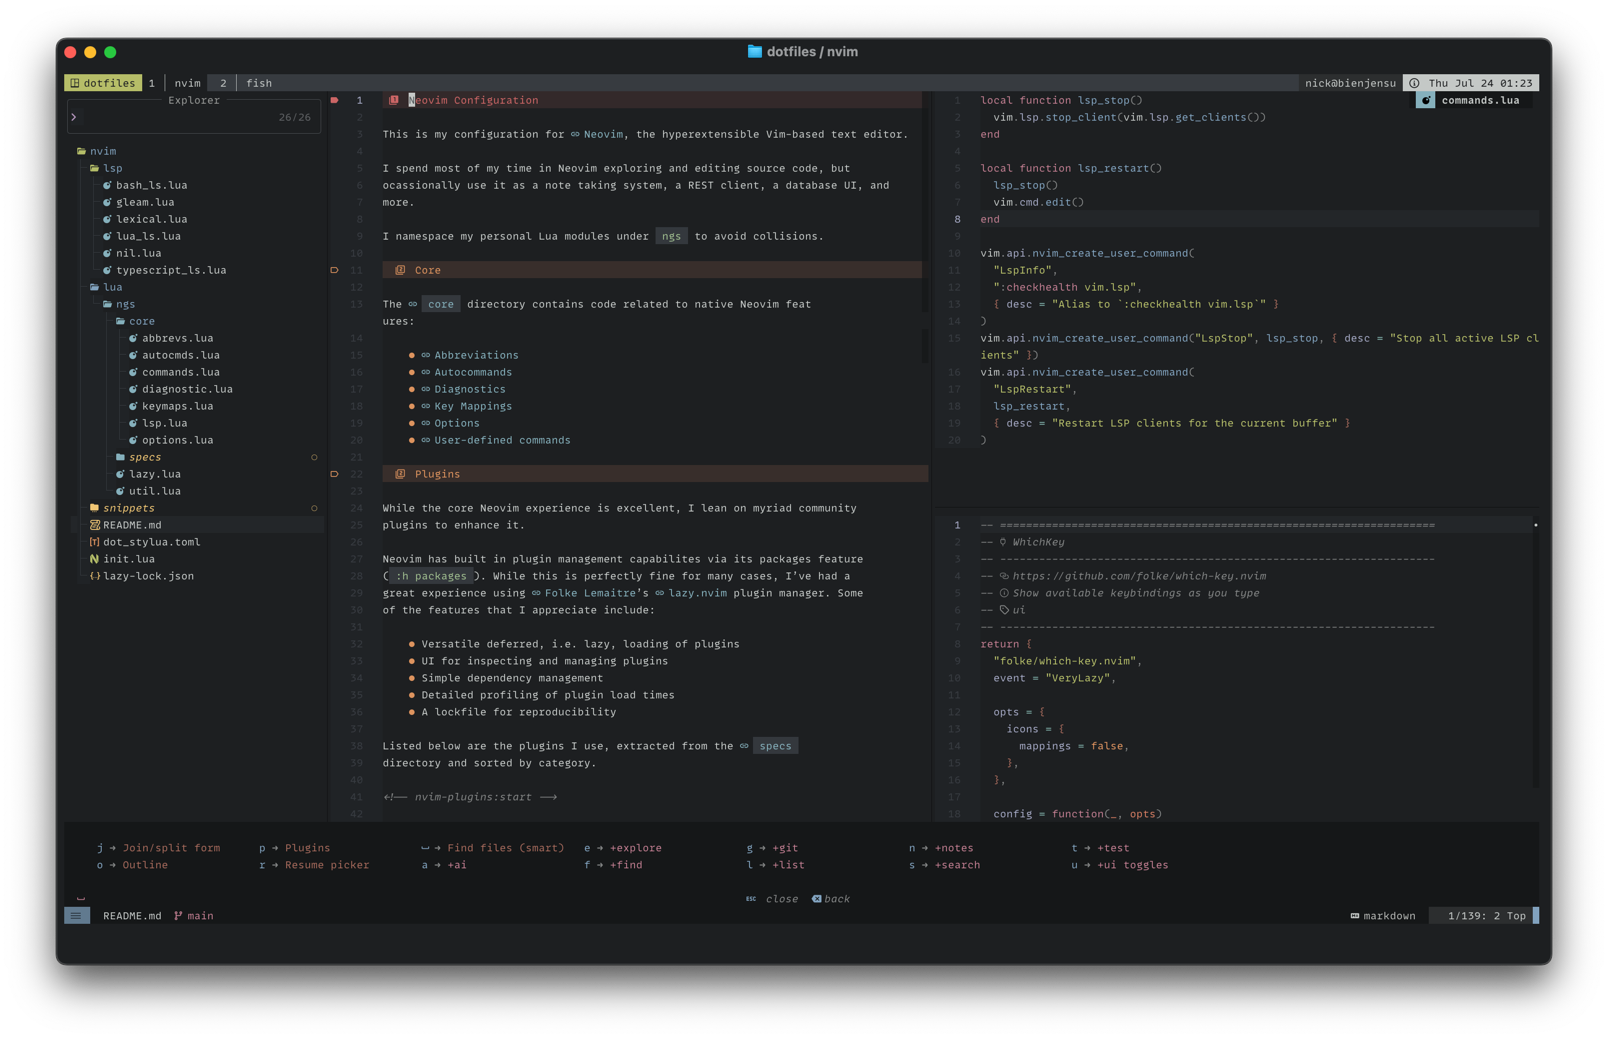 dotfiles / nvim
dotfiles 1 nvim 2 fish
nick@bienjensu Thu Jul 24 01:23
Explorer
26/26
nvim
lsp
bash_ls.lua
gleam.lua
lexical.lua
lua_ls.lua
nil.lua
typescript_ls.lua
lua
ngs
core
abbrevs.lua
autocmds.lua
commands.lua
diagnostic.lua
keymaps.lua
lsp.lua
options.lua
specs
lazy.lua
util.lua
snippets
README.md
dot_stylua.toml
init.lua
lazy-lock.json
1 Neovim Configuration
2
3 This is my configuration for Neovim, the hyperextensible Vim-based text editor.
4
5 I spend most of my time in Neovim exploring and editing source code, but
6 ocassionally use it as a note taking system, a REST client, a database UI, and
7 more.
8
9 I namespace my personal Lua modules under ngs to avoid collisions.
10
11 Core
12
13 The core directory contains code related to native Neovim feat
ures:
14
15 ● Abbreviations
16 ● Autocommands
17 ● Diagnostics
18 ● Key Mappings
19 ● Options
20 ● User-defined commands
21
22 Plugins
23
24 While the core Neovim experience is excellent, I lean on myriad community
25 plugins to enhance it.
26
27 Neovim has built in plugin management capabilites via its packages feature
28 ( :h packages ). While this is perfectly fine for many cases, I've had a
29 great experience using Folke Lemaitre's lazy.nvim plugin manager. Some
30 of the features that I appreciate include:
31
32 ● Versatile deferred, i.e. lazy, loading of plugins
33 ● UI for inspecting and managing plugins
34 ● Simple dependency management
35 ● Detailed profiling of plugin load times
36 ● A lockfile for reproducibility
37
38 Listed below are the plugins I use, extracted from the specs
39 directory and sorted by category.
40
41 <!-- nvim-plugins:start -->
42
commands.lua
1 local function lsp_stop()
2 vim.lsp.stop_client(vim.lsp.get_clients())
3 end
4
5 local function lsp_restart()
6 lsp_stop()
7 vim.cmd.edit()
8 end
9
10 vim.api.nvim_create_user_command(
11 "LspInfo",
12 ":checkhealth vim.lsp",
13 { desc = "Alias to `:checkhealth vim.lsp`" }
14 )
15 vim.api.nvim_create_user_command("LspStop", lsp_stop, { desc = "Stop all active LSP cl
ients" })
16 vim.api.nvim_create_user_command(
17 "LspRestart",
18 lsp_restart,
19 { desc = "Restart LSP clients for the current buffer" }
20 )
1 -- ===================================================================
2 -- WhichKey
3 -- -------------------------------------------------------------------
4 -- https://github.com/folke/which-key.nvim
5 -- Show available keybindings as you type
6 -- ui
7 -- -------------------------------------------------------------------
8 return {
9 "folke/which-key.nvim",
10 event = "VeryLazy",
11
12 opts = {
13 icons = {
14 mappings = false,
15 },
16 },
17
18 config = function(_, opts)
j → Join/split form p → Plugins ⎵ → Find files (smart) e → +explore g → +git n → +notes t → +test
o → Outline r → Resume picker a → +ai f → +find l → +list s → +search u → +ui toggles
ESC close back
README.md main
markdown 1/139: 2 Top